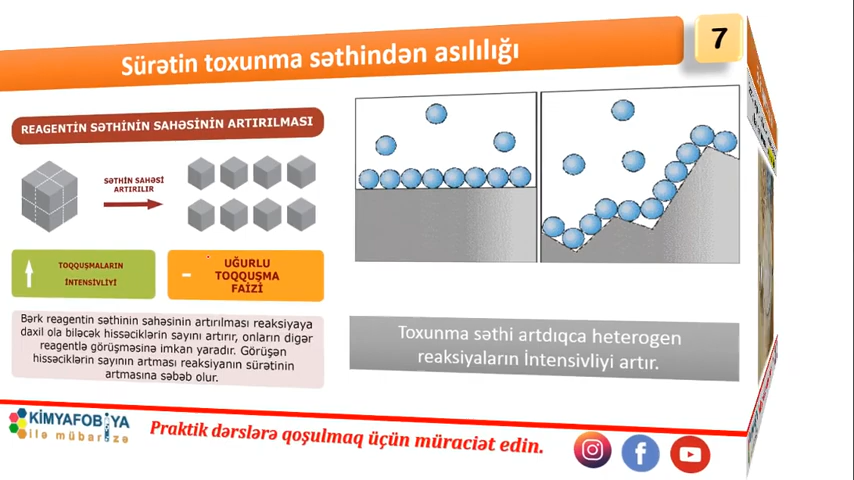 Sürətin toxunma səthindən asılılığı
7
REAGENTİN SƏTHİNİN SAHƏSİNİN ARTIRILMASI
SƏTHİN SAHƏSİ
ARTIRILIR
TOQQUŞMALARIN
İNTENSİVLİYİ
-
UĞURLU
TOQQUŞMA
FAİZİ
Bərk reagentin səthinin sahəsinin artırılması reaksiyaya
daxil ola biləcək hissəciklərin sayını artırır, onların digər
reagentlə görüşməsinə imkan yaradır. Görüşən
hissəciklərin sayının artması reaksiyanın sürətinin
artmasına səbəb olur.
Toxunma səthi artdıqca heterogen
reaksiyaların İntensivliyi artır.
KİMYAFOBİYA
ilə mübarizə
Praktik dərslərə qoşulmaq üçün müraciət edin.